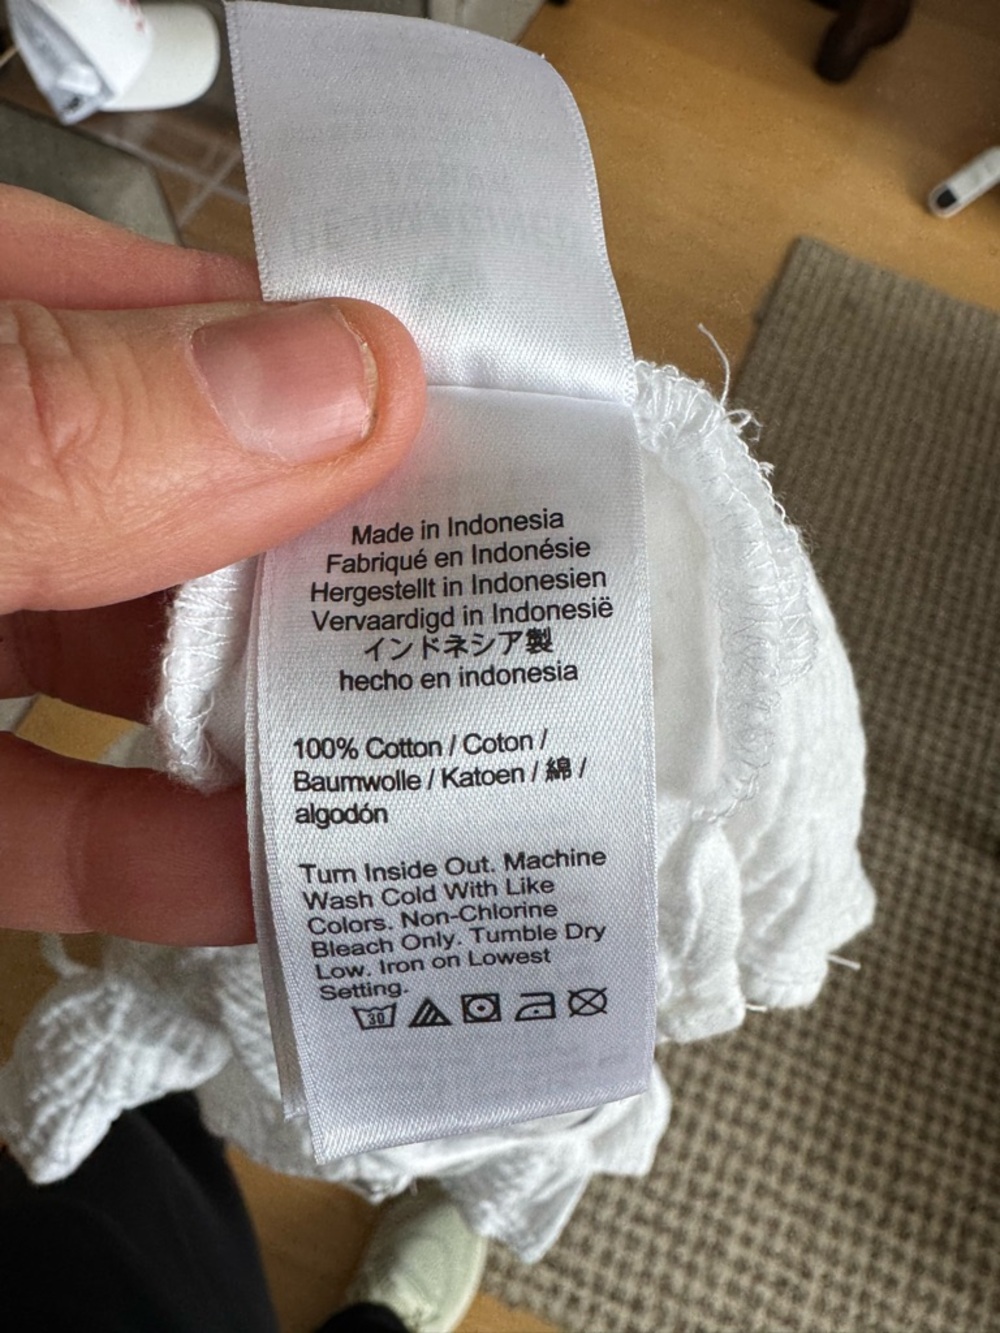 Made in Indonesia
Fabriqué en Indonésie
Hergestellt in Indonesien
Vervaardigd in Indonesië
インドネシア製
hecho en indonesia
100% Cotton / Coton /
Baumwolle / Katoen / 綿 /
algodón
Turn Inside Out. Machine
Wash Cold With Like
Colors. Non-Chlorine
Bleach Only. Tumble Dry
Low. Iron on Lowest
Setting.
30